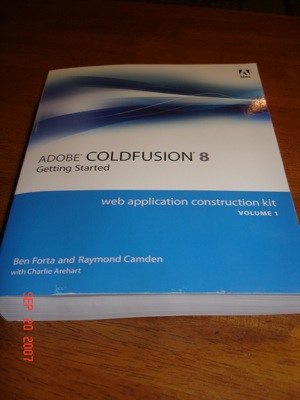 Adobe
ADOBE® COLDFUSION® 8
Getting Started
web application construction kit
VOLUME 1
Ben Forta and Raymond Camden
with Charlie Arehart
SEP 20 2007